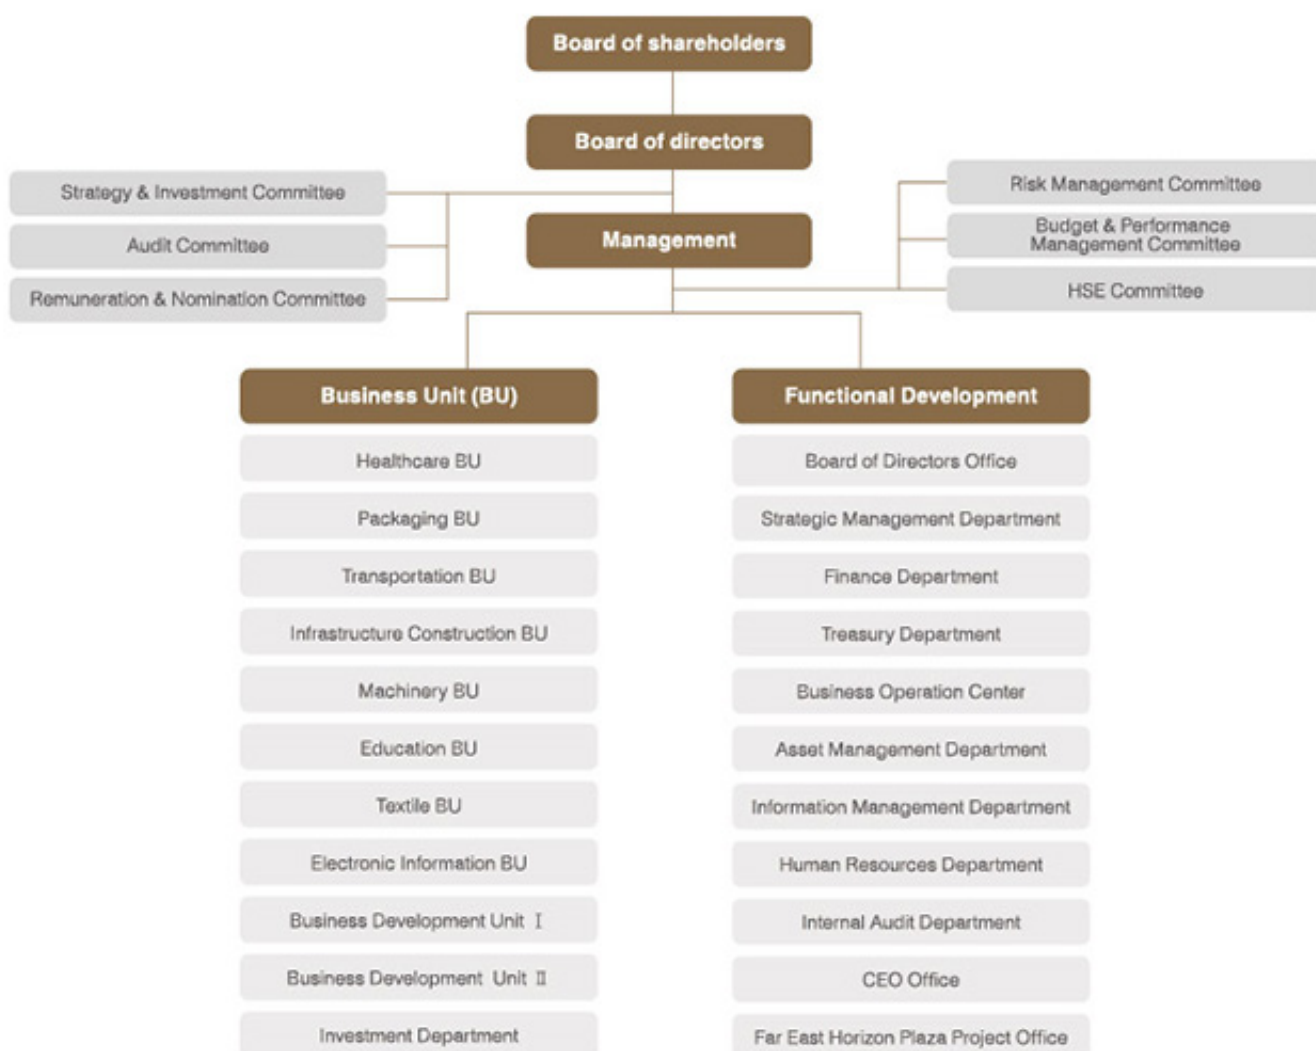 Board of shareholders
Board of directors
Strategy & Investment Committee
Audit Committee
Remuneration & Nomination Committee
Management
Risk Management Committee
Budget & Performance
Management Committee
HSE Committee
Business Unit (BU)
Healthcare BU
Packaging BU
Transportation BU
Infrastructure Construction BU
Machinery BU
Education BU
Textile BU
Electronic Information BU
Business Development Unit Ⅰ
Business Development Unit Ⅱ
Investment Department
Functional Development
Board of Directors Office
Strategic Management Department
Finance Department
Treasury Department
Business Operation Center
Asset Management Department
Information Management Department
Human Resources Department
Internal Audit Department
CEO Office
Far East Horizon Plaza Project Office